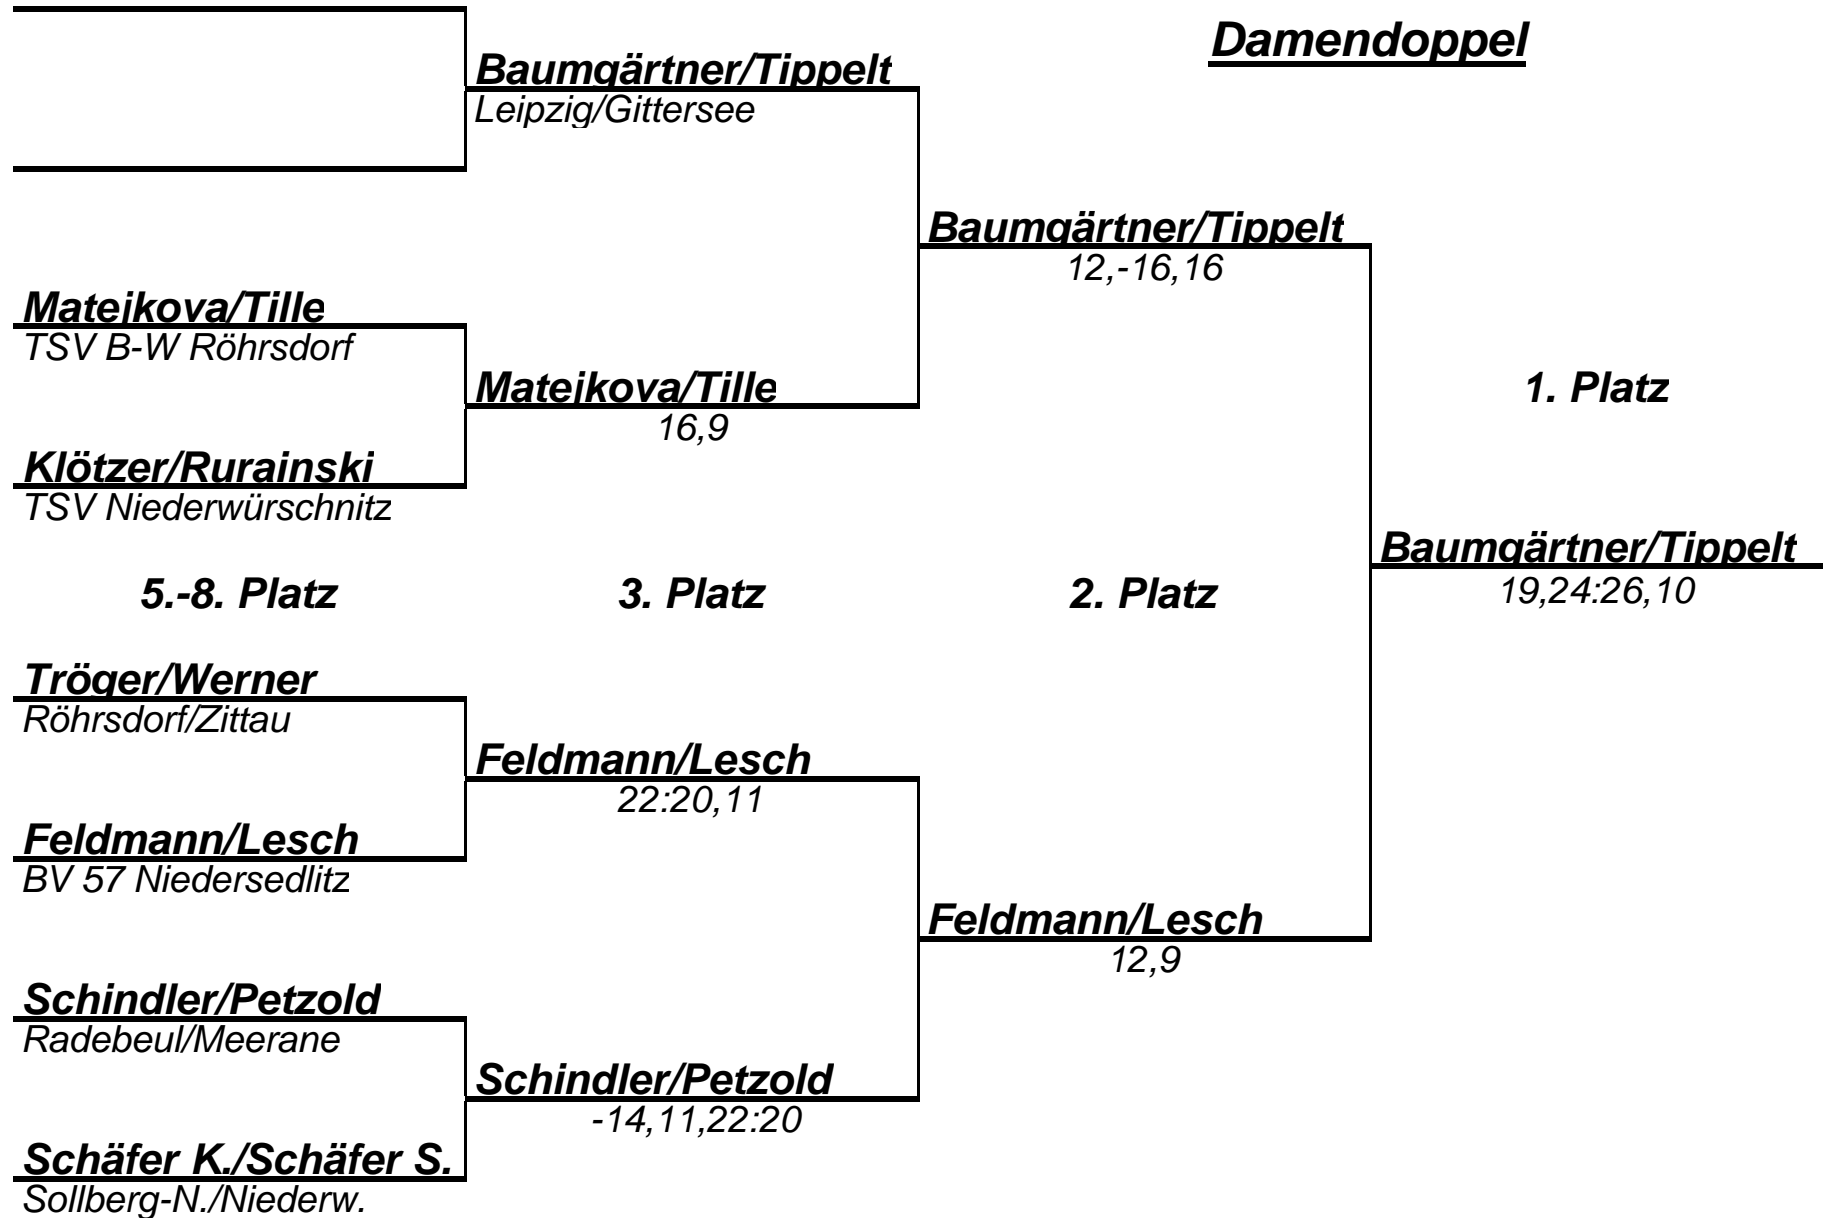 Damendoppel
Baumgärtner/Tippelt
Leipzig/Gittersee
Baumgärtner/Tippelt
12,-16,16
Matejkova/Tille
TSV B-W Röhrsdorf
Matejkova/Tille
16,9
1. Platz
Klötzer/Rurainski
TSV Niederwürschnitz
Baumgärtner/Tippelt
19,24:26,10
5.-8. Platz
3. Platz
2. Platz
Tröger/Werner
Röhrsdorf/Zittau
Feldmann/Lesch
22:20,11
Feldmann/Lesch
BV 57 Niedersedlitz
Feldmann/Lesch
12,9
Schindler/Petzold
Radebeul/Meerane
Schindler/Petzold
-14,11,22:20
Schäfer K./Schäfer S.
Sollberg-N./Niederw.